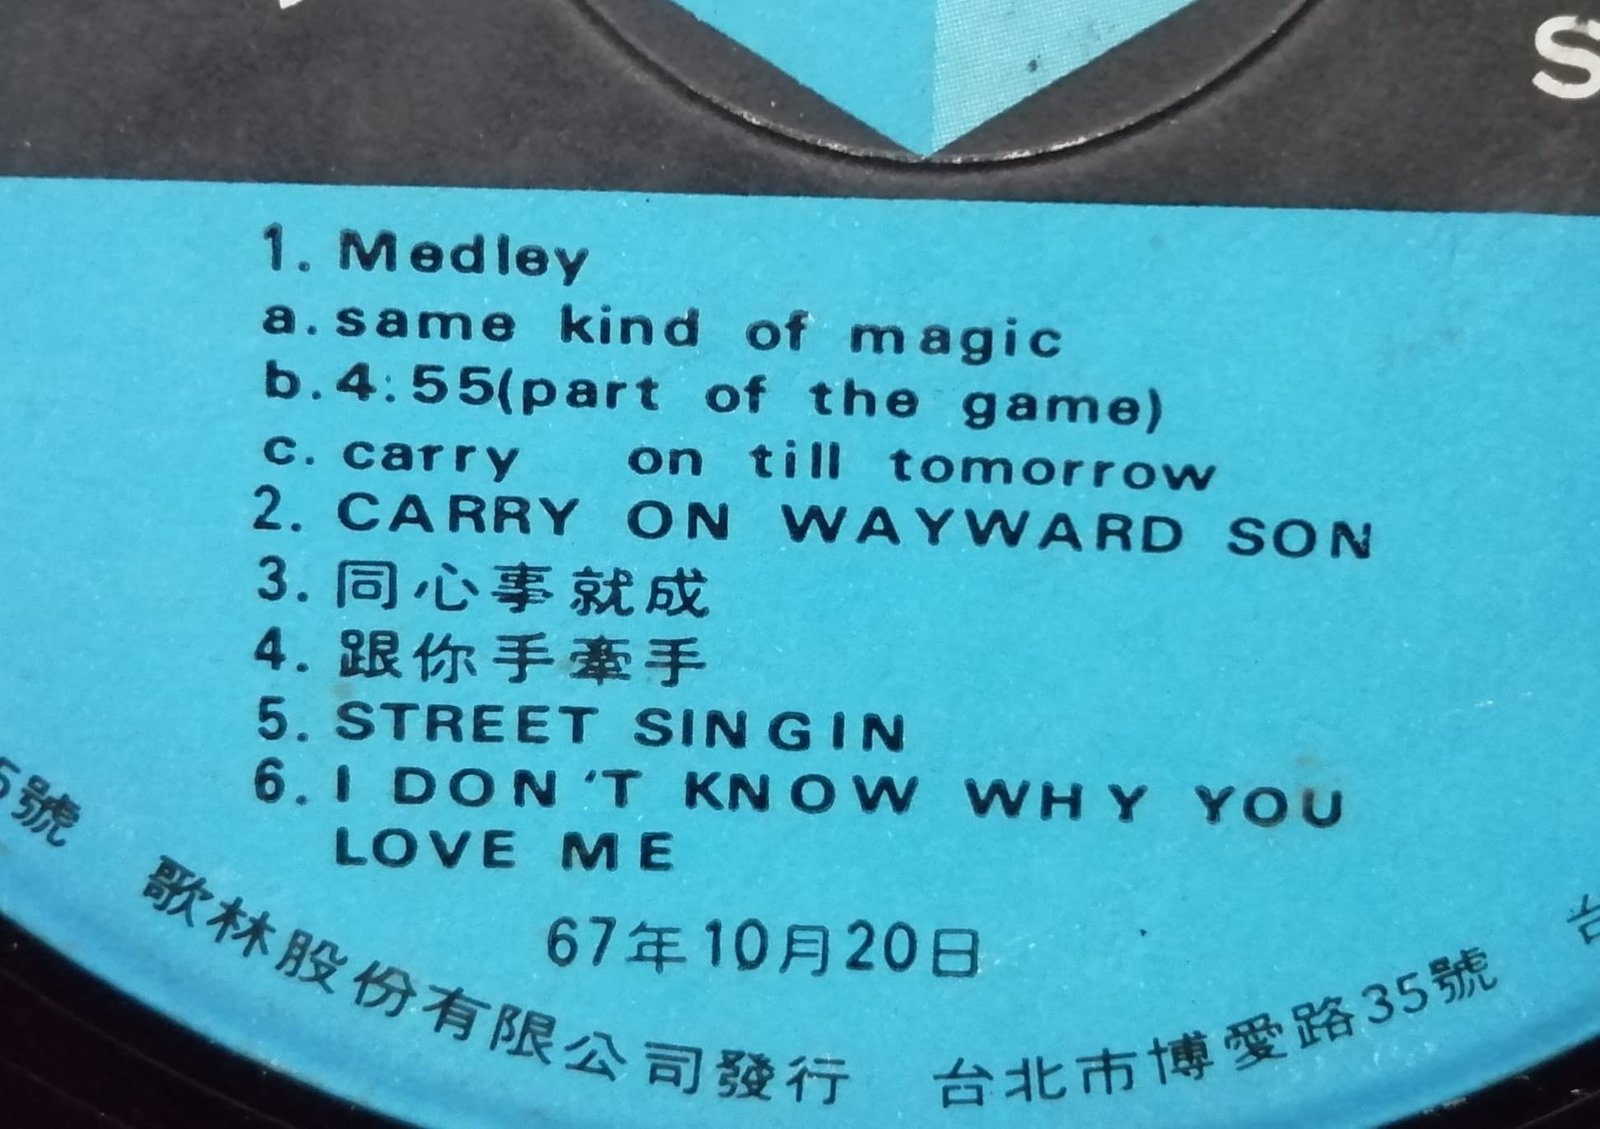 1. Medley
a. same kind of magic
b. 4:55(part of the game)
c. carry on till tomorrow
2. CARRY ON WAYWARD SON
3. 同心事就成
4. 跟你手牽手
5. STREET SINGIN
6. I DON'T KNOW WHY YOU
LOVE ME
67年10月20日
5號 歌林股份有限公司發行 台北市博愛路35號 台
S